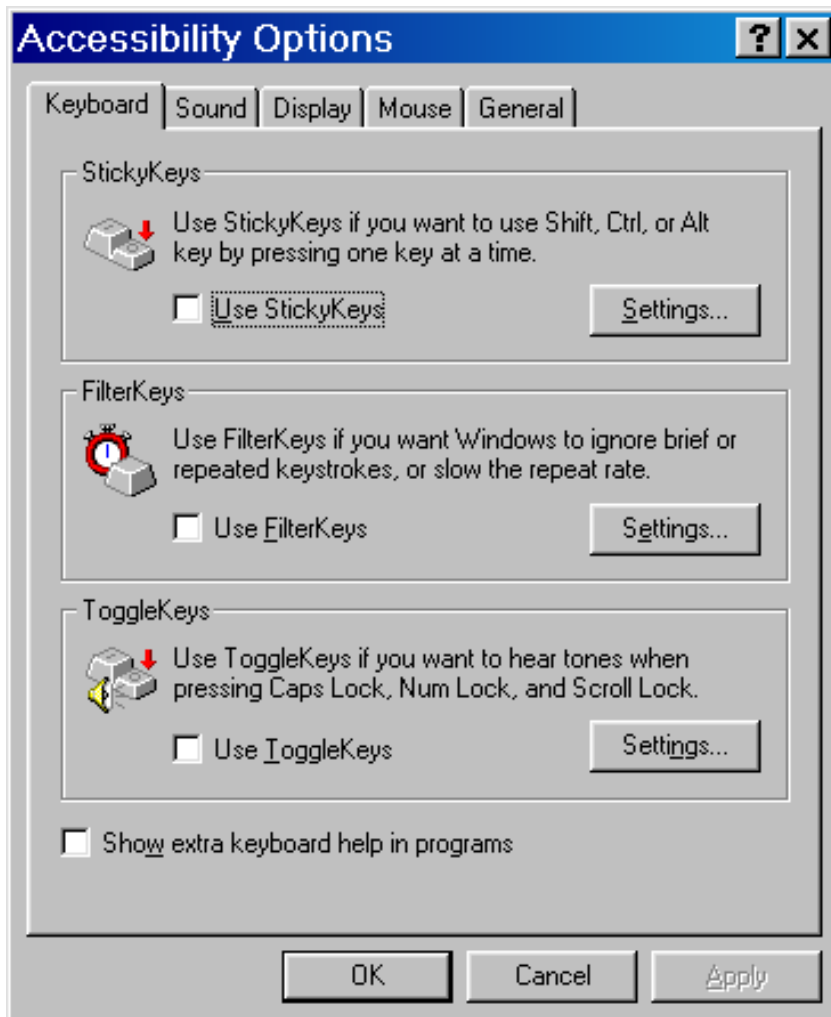 Accessibility Options
Keyboard Sound Display Mouse General
StickyKeys
Use StickyKeys if you want to use Shift, Ctrl, or Alt
key by pressing one key at a time.
Use StickyKeys Settings...
FilterKeys
Use FilterKeys if you want Windows to ignore brief or
repeated keystrokes, or slow the repeat rate.
Use FilterKeys Settings...
ToggleKeys
Use ToggleKeys if you want to hear tones when
pressing Caps Lock, Num Lock, and Scroll Lock.
Use ToggleKeys Settings...
Show extra keyboard help in programs
OK Cancel Apply